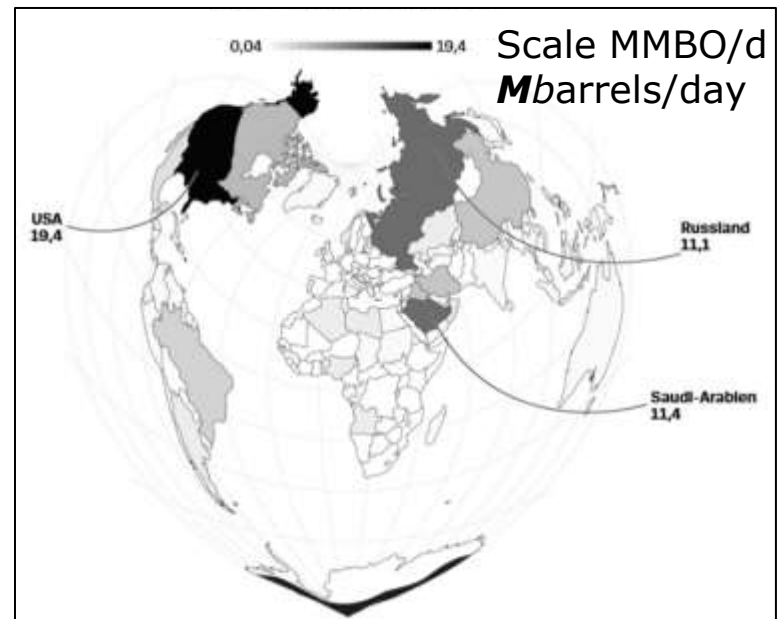 0,04 19,4
Scale MMBO/d
Mbarrels/day
USA
19,4
Russland
11,1
Saudi-Arabien
11,4